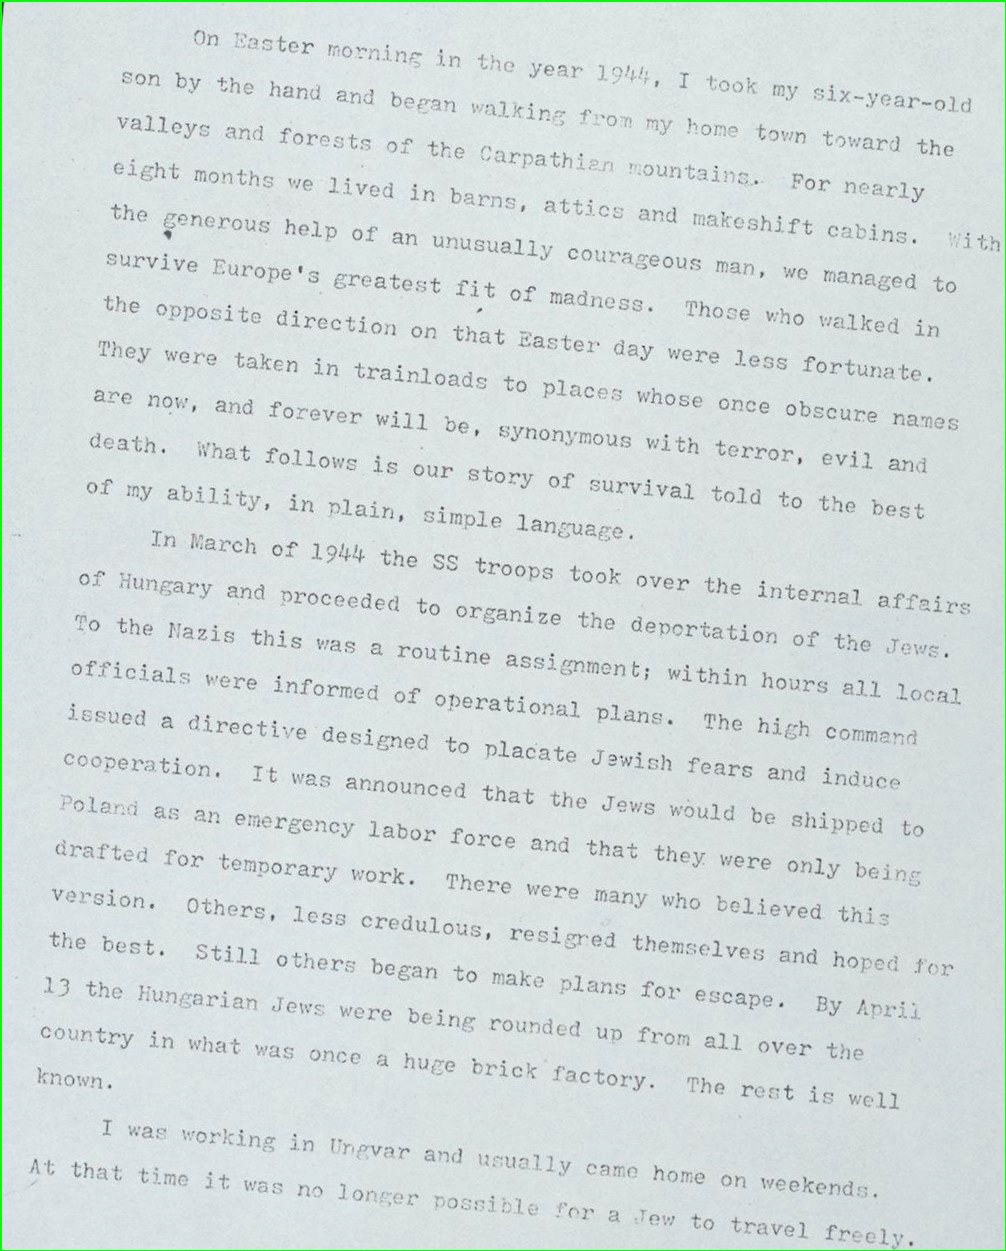 On Easter morning in the year 1944, I took my six-year-old
son by the hand and began walking from my home town toward the
valleys and forests of the Carpathian mountains. For nearly
eight months we lived in barns, attics and makeshift cabins. With
the generous help of an unusually courageous man, we managed to
survive Europe's greatest fit of madness. Those who walked in
the opposite direction on that Easter day were less fortunate.
They were taken in trainloads to places whose once obscure names
are now, and forever will be, synonymous with terror, evil and
death. What follows is our story of survival told to the best
of my ability, in plain, simple language.
In March of 1944 the SS troops took over the internal affairs
of Hungary and proceeded to organize the deportation of the Jews.
To the Nazis this was a routine assignment; within hours all local
officials were informed of operational plans. The high command
issued a directive designed to placate Jewish fears and induce
cooperation. It was announced that the Jews would be shipped to
Poland as an emergency labor force and that they were only being
drafted for temporary work. There were many who believed this
version. Others, less credulous, resigned themselves and hoped for
the best. Still others began to make plans for escape. By April
13 the Hungarian Jews were being rounded up from all over the
country in what was once a huge brick factory. The rest is well
known.
I was working in Ungvar and usually came home on weekends.
At that time it was no longer possible for a Jew to travel freely.